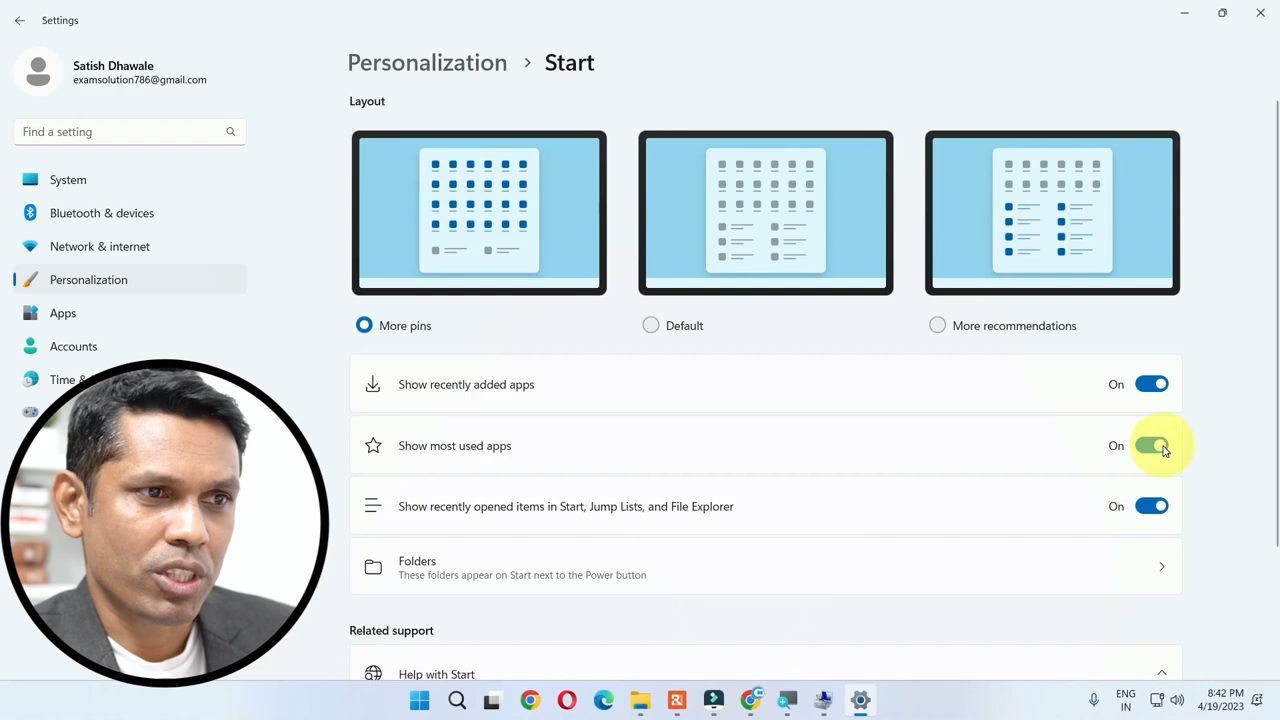 Settings
Satish Dhawale
examsolution786@gmail.com
Find a setting
System
Bluetooth & devices
Network & internet
Personalization
Apps
Accounts
Time &
Personalization > Start
Layout
More pins
Default
More recommendations
Show recently added apps
On
Show most used apps
On
Show recently opened items in Start, Jump Lists, and File Explorer
On
Folders
These folders appear on Start next to the Power button
Related support
Help with Start
ENG
IN
8:42 PM
4/19/2023